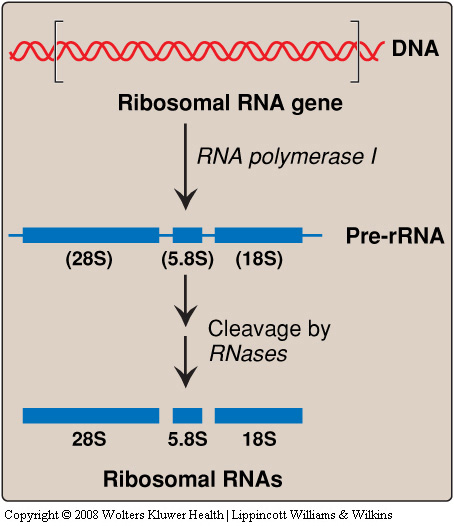 DNA
Ribosomal RNA gene
RNA polymerase I
Pre-rRNA
(28S) (5.8S) (18S)
Cleavage by
RNases
28S 5.8S 18S
Ribosomal RNAs
Copyright © 2008 Wolters Kluwer Health | Lippincott Williams & Wilkins